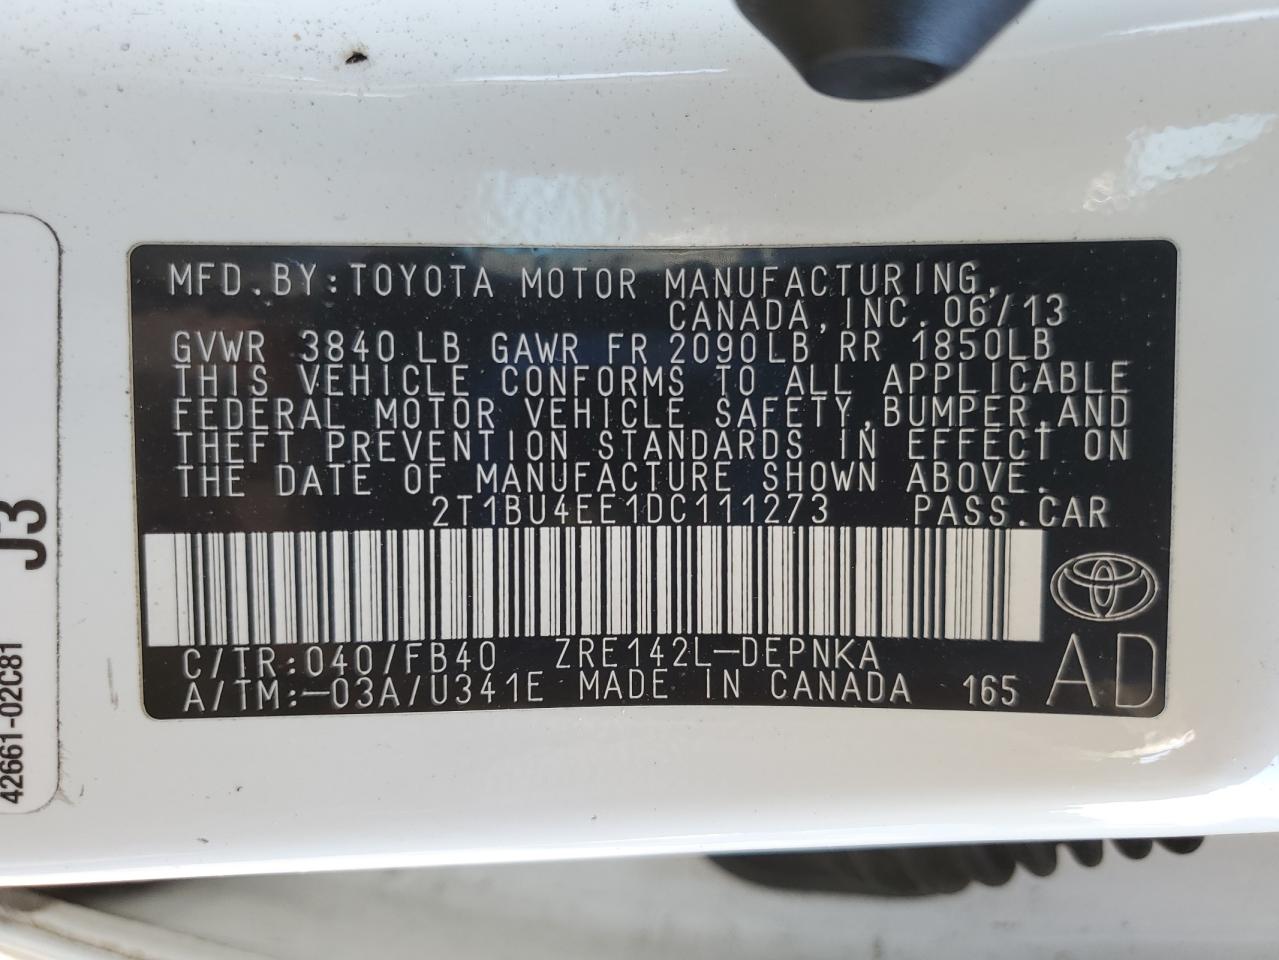 MFD.BY:TOYOTA MOTOR MANUFACTURING,
CANADA,INC.06/13
GVWR 3840 LB GAWR FR 2090LB RR 1850LB
THIS VEHICLE CONFORMS TO ALL APPLICABLE
FEDERAL MOTOR VEHICLE SAFETY,BUMPER,AND
THEFT PREVENTION STANDARDS IN EFFECT ON
THE DATE OF MANUFACTURE SHOWN ABOVE.
2T1BU4EE1DC111273 PASS.CAR
C/TR:040/FB40 ZRE142L-DEPNKA
A/TM:-03A/U341E MADE IN CANADA 165
AD
J3
42661-02C81